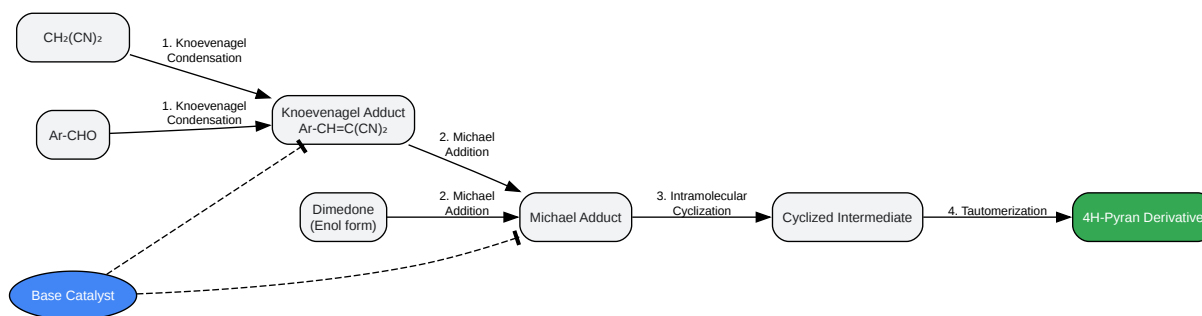 CH₂(CN)₂
1. Knoevenagel
Condensation
Ar-CHO
1. Knoevenagel
Condensation
Knoevenagel Adduct
Ar-CH=C(CN)₂
2. Michael
Addition
Dimedone
(Enol form)
2. Michael
Addition
Michael Adduct
3. Intramolecular
Cyclization
Cyclized Intermediate
4. Tautomerization
4H-Pyran Derivative
Base Catalyst